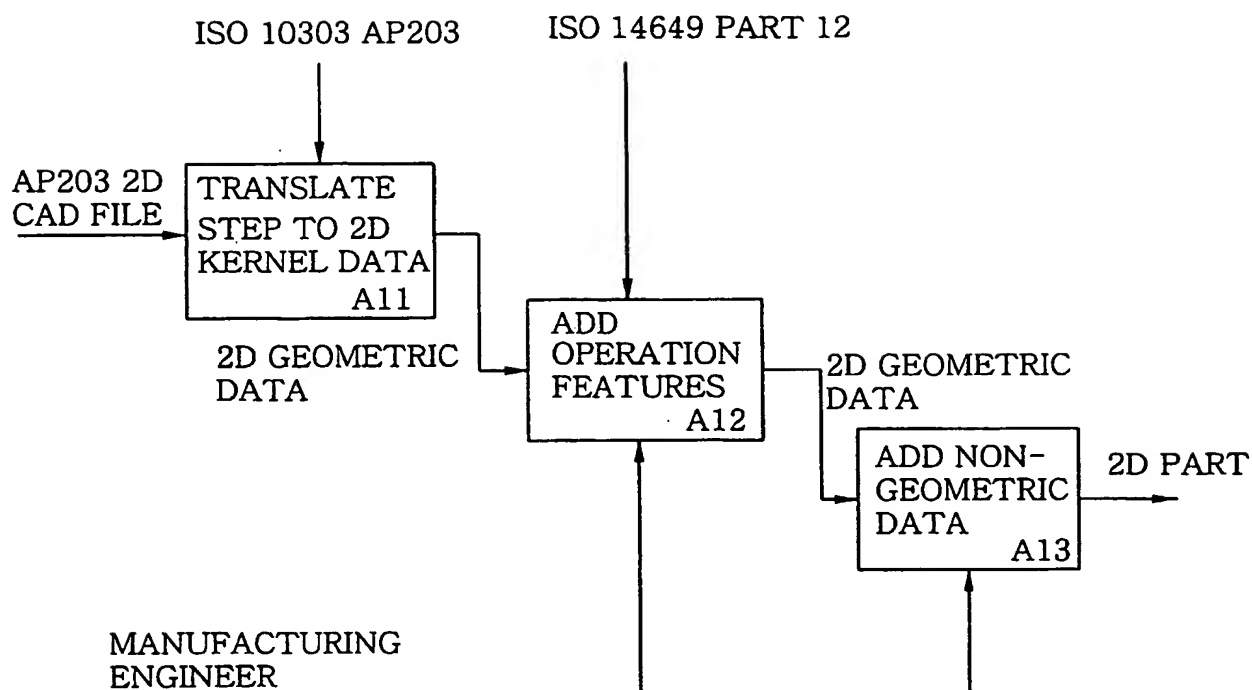 ISO 10303 AP203
ISO 14649 PART 12
AP203 2D
CAD FILE
TRANSLATE
STEP TO 2D
KERNEL DATA
A11
2D GEOMETRIC
DATA
ADD
OPERATION
FEATURES
A12
2D GEOMETRIC
DATA
ADD NON-
GEOMETRIC
DATA
A13
2D PART
MANUFACTURING
ENGINEER